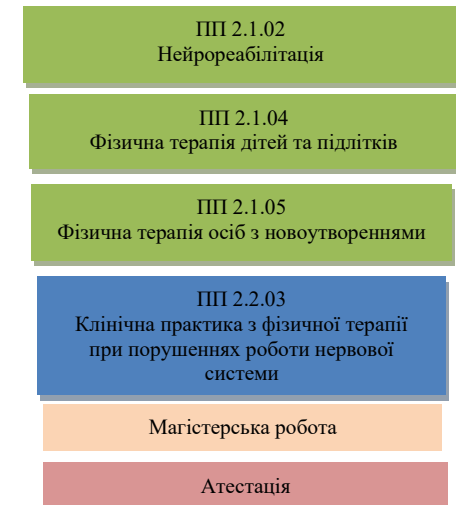 ПП 2.1.02
Нейрореабілітація
ПП 2.1.04
Фізична терапія дітей та підлітків
ПП 2.1.05
Фізична терапія осіб з новоутвореннями
ПП 2.2.03
Клінічна практика з фізичної терапії
при порушеннях роботи нервової
системи
Магістерська робота
Атестація